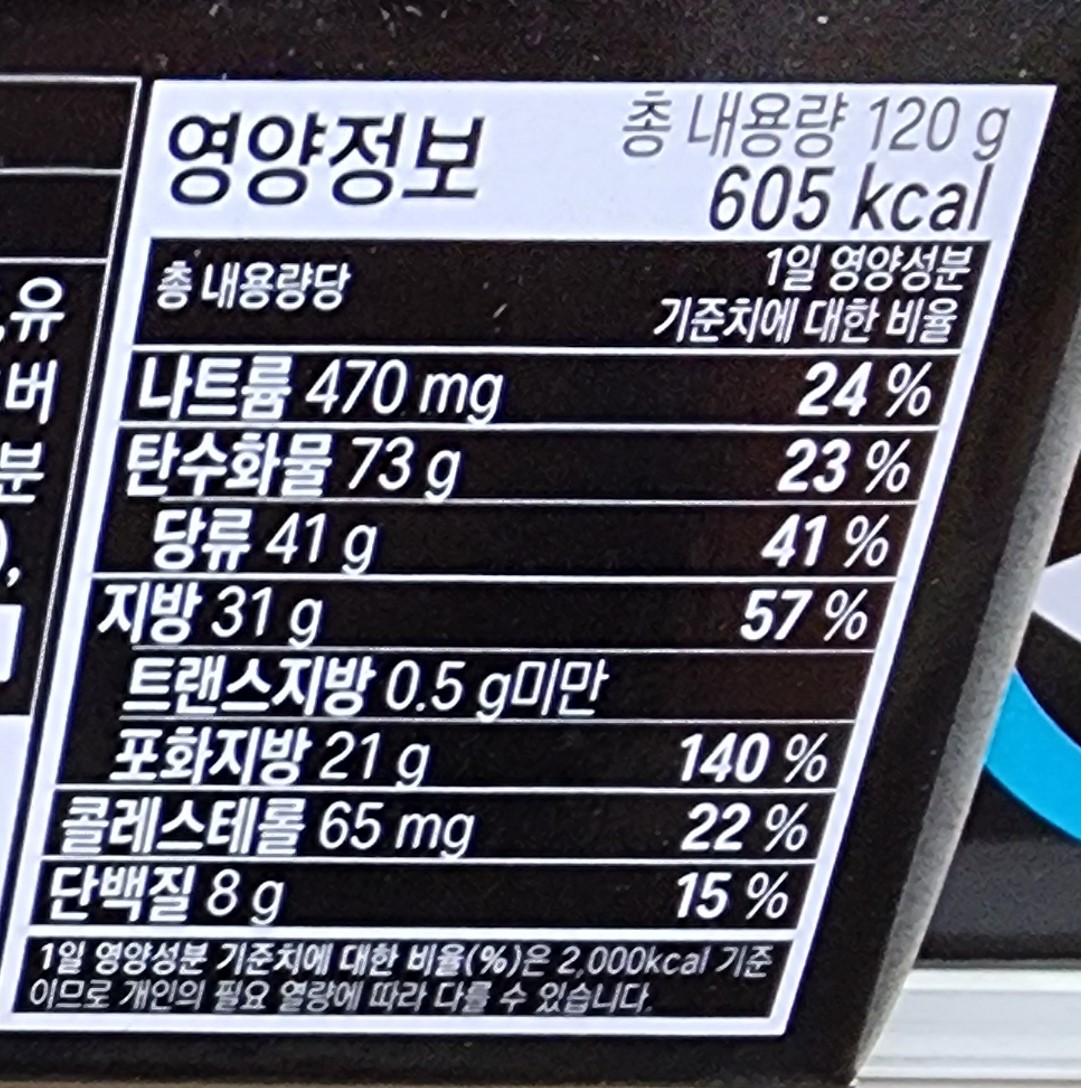 영양정보
총 내용량 120 g
605 kcal
총 내용량당
1일 영양성분
기준치에 대한 비율
나트륨 470 mg 24 %
탄수화물 73 g 23 %
당류 41 g 41 %
지방 31 g 57 %
트랜스지방 0.5 g미만
포화지방 21 g 140 %
콜레스테롤 65 mg 22 %
단백질 8 g 15 %
1일 영양성분 기준치에 대한 비율(%)은 2,000kcal 기준
이므로 개인의 필요 열량에 따라 다를 수 있습니다.
유
버
분
),